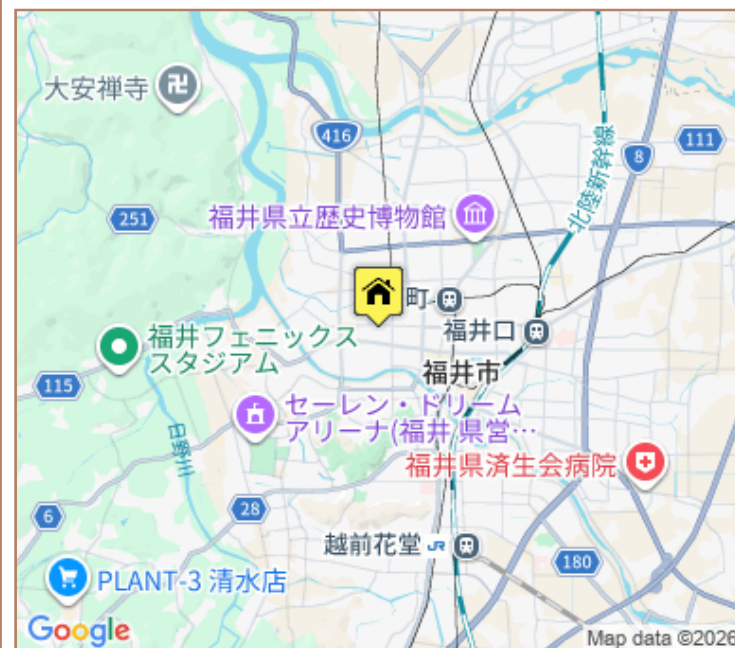 大安禅寺
416
111
8
北陸新幹線
251
福井県立歴史博物館
町
福井口
福井フェニックス
スタジアム
福井市
115
セーレン・ドリーム
アリーナ(福井県営…
日野川
福井県済生会病院
6
28
越前花堂 JR
180
PLANT-3 清水店
Google
Map data ©2026